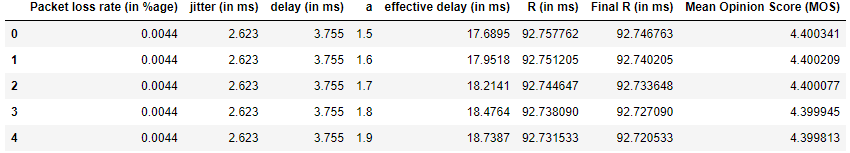 Packet loss rate (in %age) jitter (in ms) delay (in ms) a effective delay (in ms) R (in ms) Final R (in ms) Mean Opinion Score (MOS)
0 0.0044 2.623 3.755 1.5 17.6895 92.757762 92.746763 4.400341
1 0.0044 2.623 3.755 1.6 17.9518 92.751205 92.740205 4.400209
2 0.0044 2.623 3.755 1.7 18.2141 92.744647 92.733648 4.400077
3 0.0044 2.623 3.755 1.8 18.4764 92.738090 92.727090 4.399945
4 0.0044 2.623 3.755 1.9 18.7387 92.731533 92.720533 4.399813